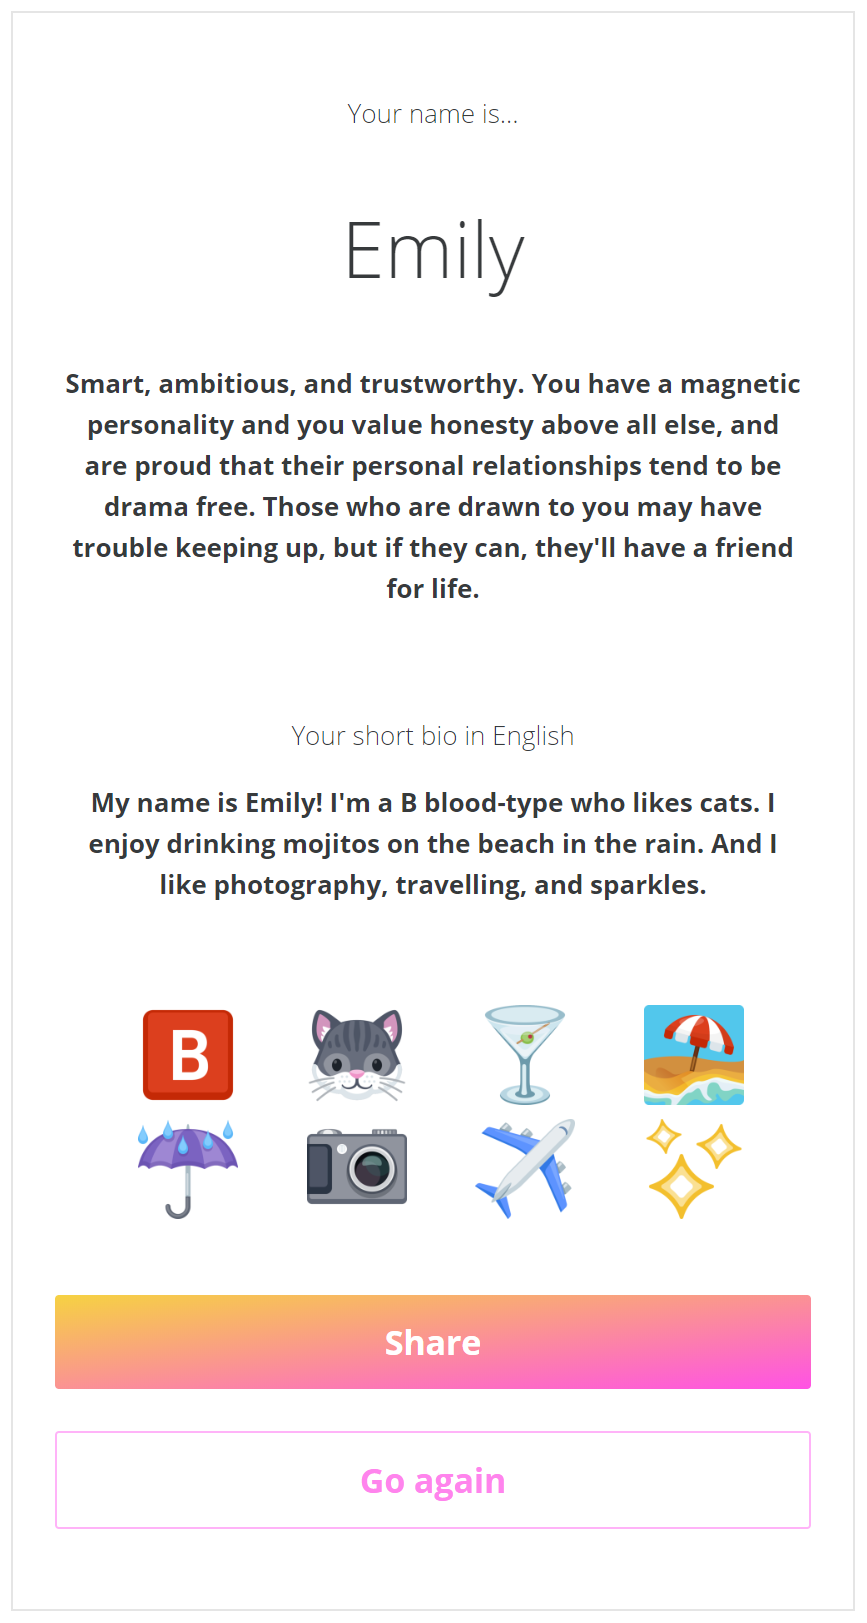 Your name is...
Emily
Smart, ambitious, and trustworthy. You have a magnetic
personality and you value honesty above all else, and
are proud that their personal relationships tend to be
drama free. Those who are drawn to you may have
trouble keeping up, but if they can, they'll have a friend
for life.
Your short bio in English
My name is Emily! I'm a B blood-type who likes cats. I
enjoy drinking mojitos on the beach in the rain. And I
like photography, travelling, and sparkles.
B
Share
Go again